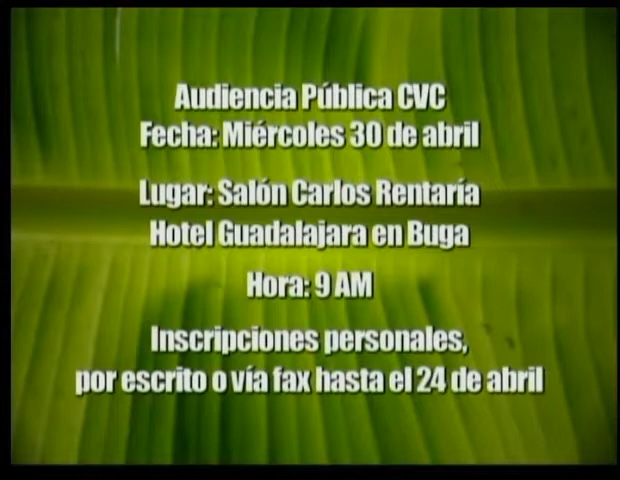 Audiencia Pública CVC
Fecha: Miércoles 30 de abril
Lugar: Salón Carlos Rentaría
Hotel Guadalajara en Buga
Hora: 9 AM
Inscripciones personales,
por escrito o vía fax hasta el 24 de abril